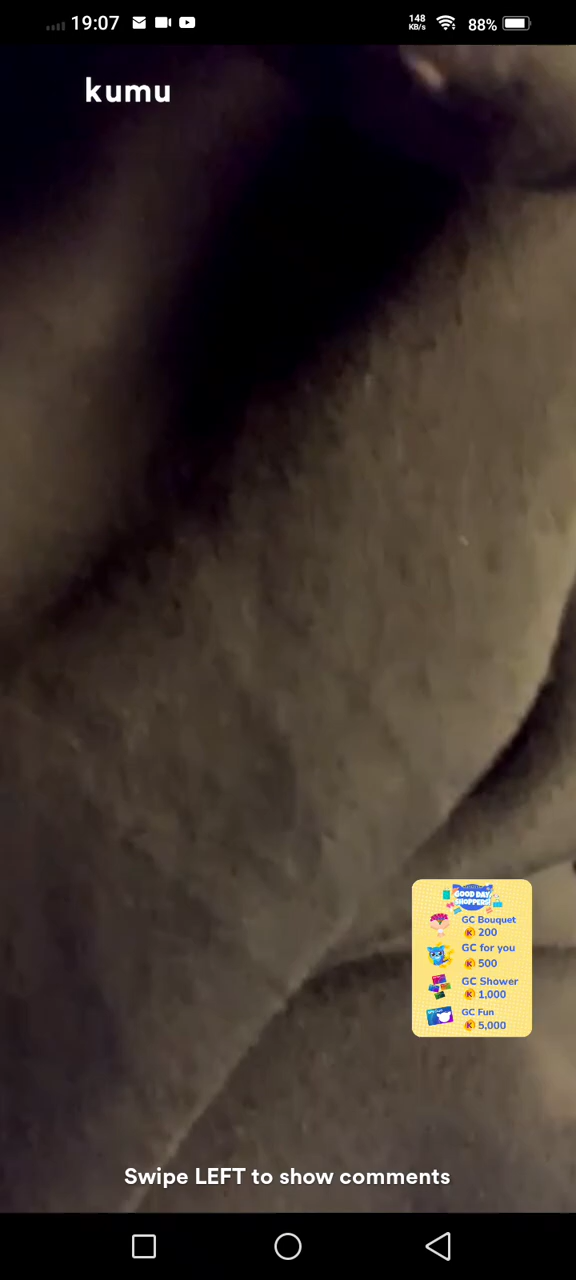 19:07
148
KB/s
88%
kumu
GOOD DAY
SHOPPERS!
GC Bouquet
200
GC for you
500
GC Shower
1,000
GC Fun
5,000
Swipe LEFT to show comments